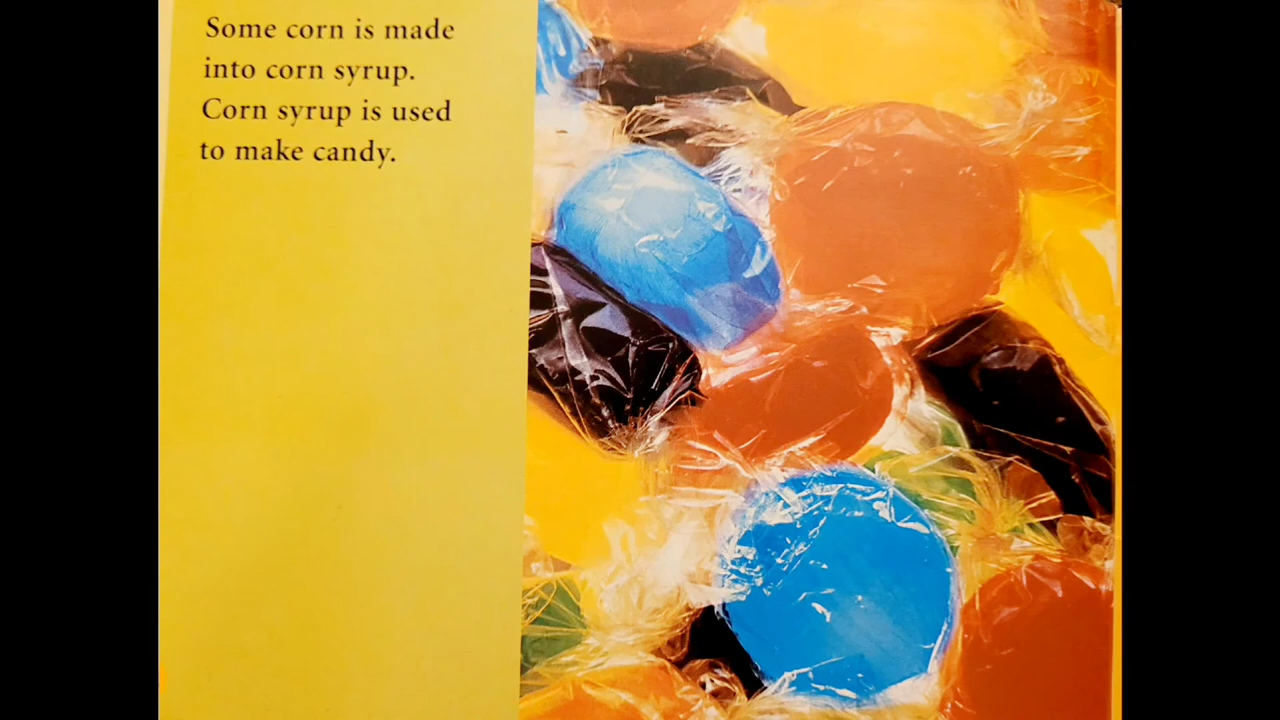 Some corn is made
into corn syrup.
Corn syrup is used
to make candy.